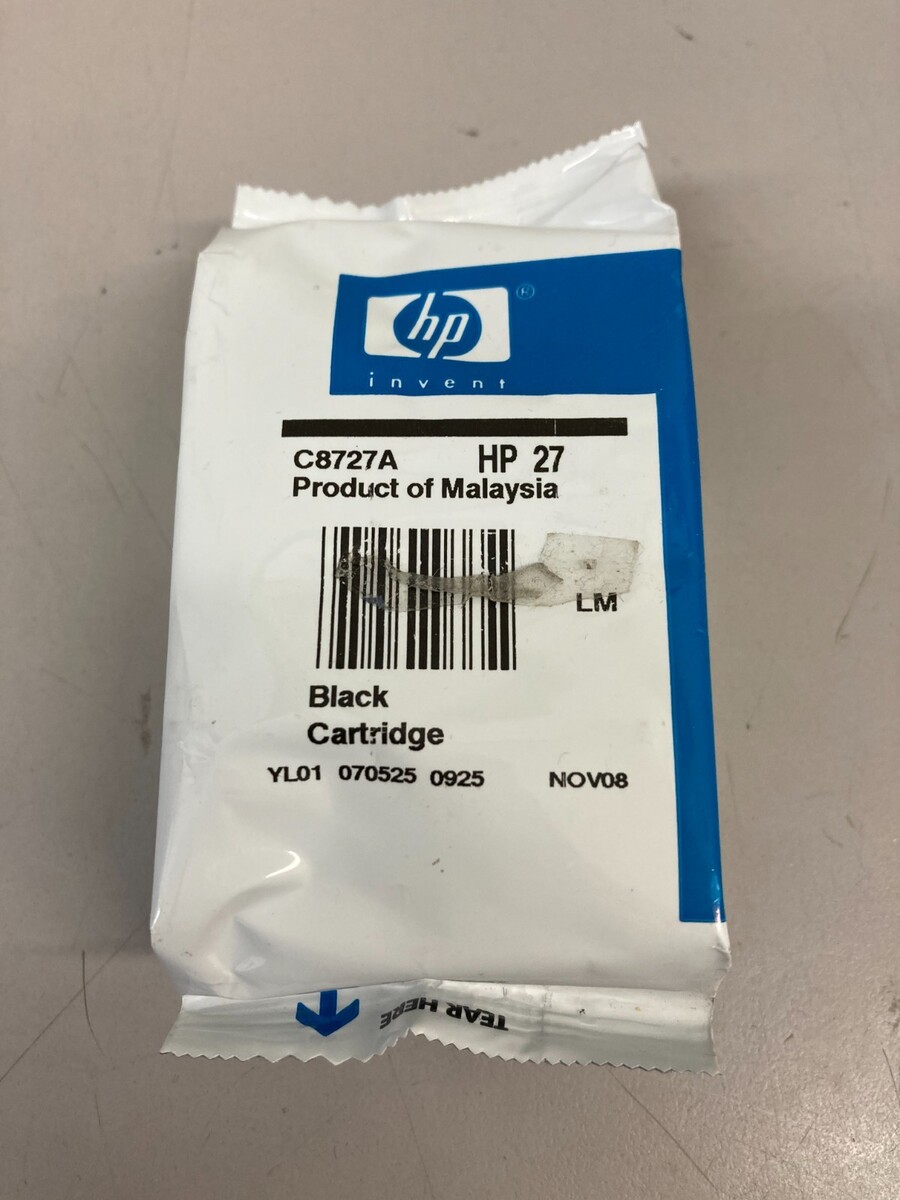 hp ®
invent
C8727A HP 27
Product of Malaysia
LM
Black
Cartridge
YL01 070525 0925 NOV08
TEAR HERE